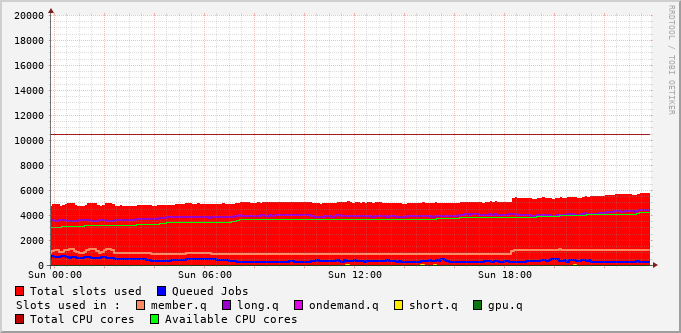 20000
18000
16000
14000
12000
10000
8000
6000
4000
2000
0
Sun 00:00 Sun 06:00 Sun 12:00 Sun 18:00
Total slots used Queued Jobs
Slots used in : member.q long.q ondemand.q short.q gpu.q
Total CPU cores Available CPU cores
RRDTOOL / TOBI OETIKER